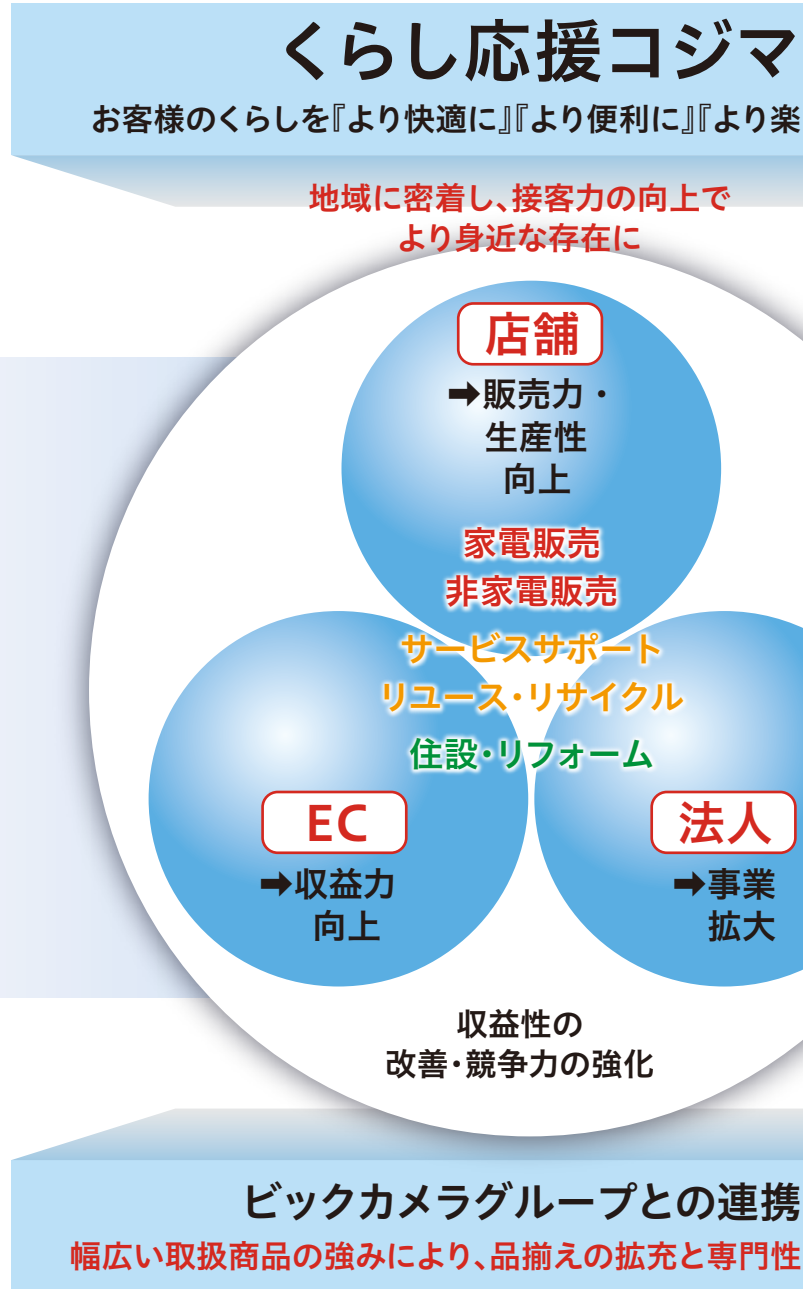 くらし応援コジマ
お客様のくらしを『より快適に』『より便利に』『より楽
地域に密着し、接客力の向上で
より身近な存在に
店舗
➡販売力・
生産性
向上
家電販売
非家電販売
サービスサポート
リユース・リサイクル
住設・リフォーム
EC
➡収益力
向上
法人
➡事業
拡大
収益性の
改善・競争力の強化
ビックカメラグループとの連携
幅広い取扱商品の強みにより、品揃えの拡充と専門性